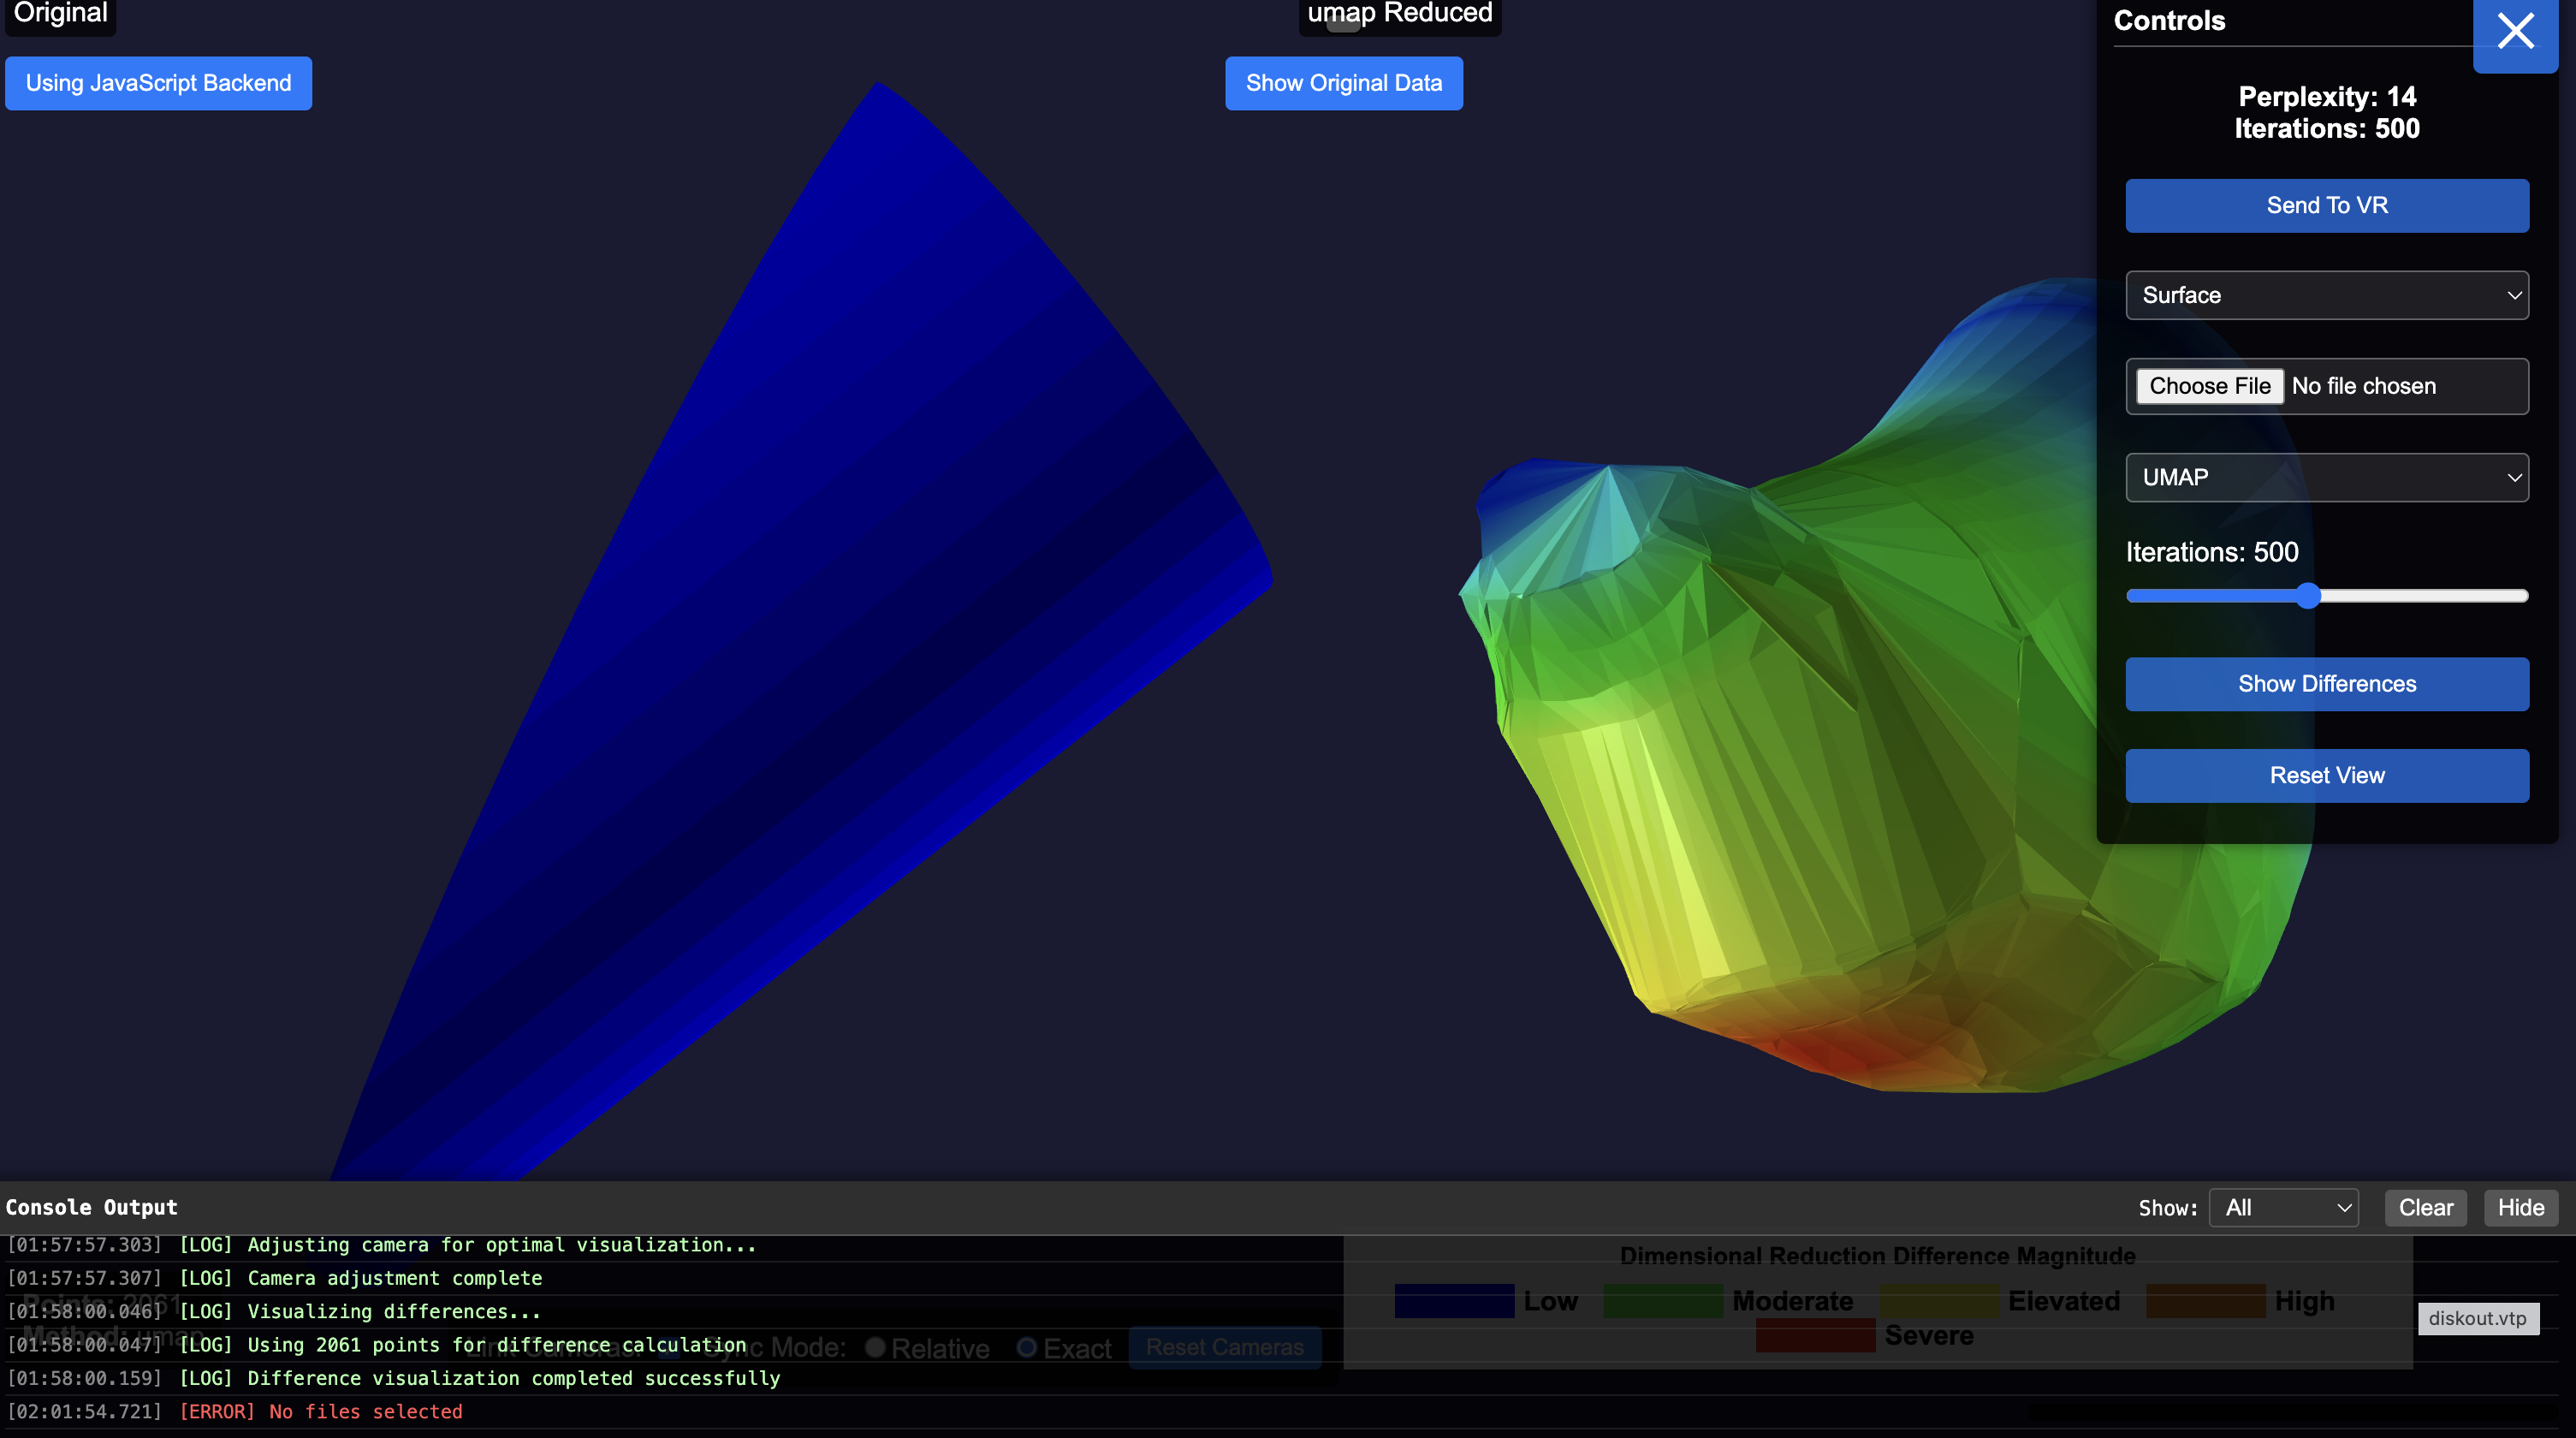 Original
umap Reduced
Controls
Using JavaScript Backend
Show Original Data
Perplexity: 14
Iterations: 500
Send To VR
Surface
Choose File No file chosen
UMAP
Iterations: 500
Show Differences
Reset View
Console Output
Show: All Clear Hide
[01:57:57.303] [LOG] Adjusting camera for optimal visualization...
[01:57:57.307] [LOG] Camera adjustment complete
[01:58:00.046] [LOG] Visualizing differences...
[01:58:00.047] [LOG] Using 2061 points for difference calculation
[01:58:00.159] [LOG] Difference visualization completed successfully
[02:01:54.721] [ERROR] No files selected
Points: 2061
Method: umap
Link Cameras: Sync Mode: Relative Exact Reset Cameras
Dimensional Reduction Difference Magnitude
Low Moderate Elevated High
Severe
diskout.vtp